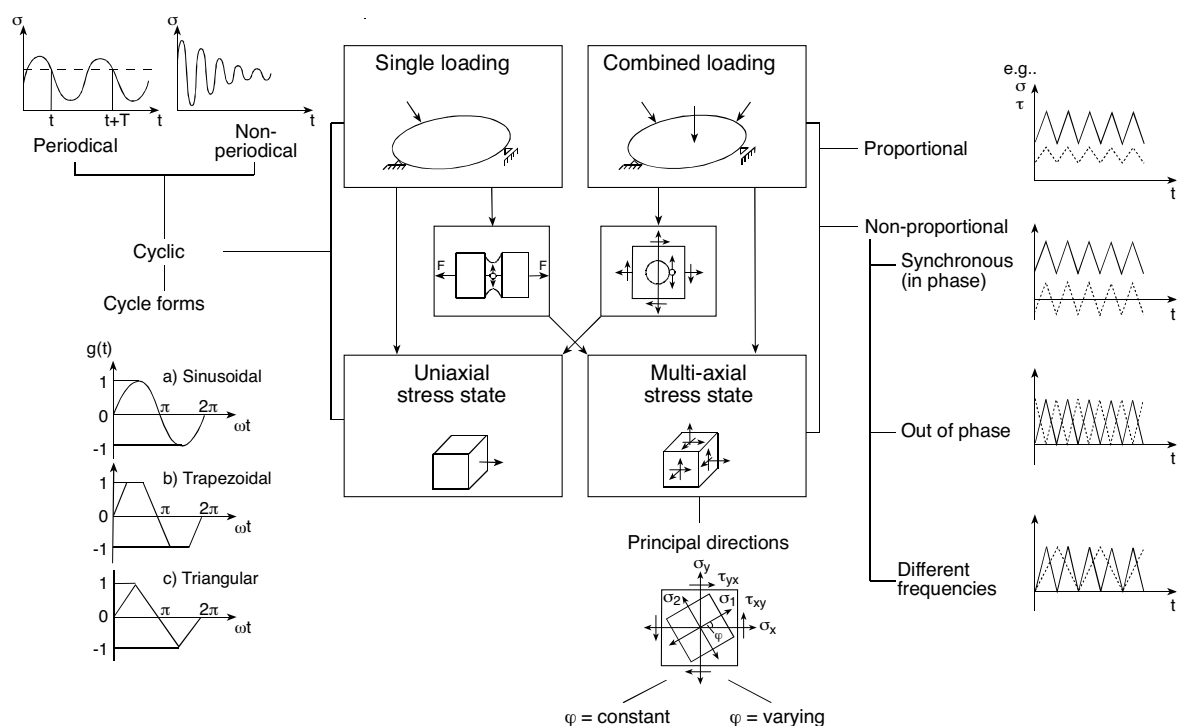 σ
t
t+T
t
Periodical
σ
t
Non-
periodical
Cyclic
Cycle forms
g(t)
1
0
-1
a) Sinusoidal
π
2π
ωt
1
0
-1
b) Trapezoidal
π
2π
ωt
1
0
-1
c) Triangular
π
2π
ωt
Single loading
Combined loading
F
F
Uniaxial
stress state
Multi-axial
stress state
Principal directions
σy
τyx
σ2
σ1
τxy
σx
φ
φ = constant
φ = varying
Proportional
Non-proportional
Synchronous
(in phase)
Out of phase
Different
frequencies
e.g..
σ
τ
t
t
t
t